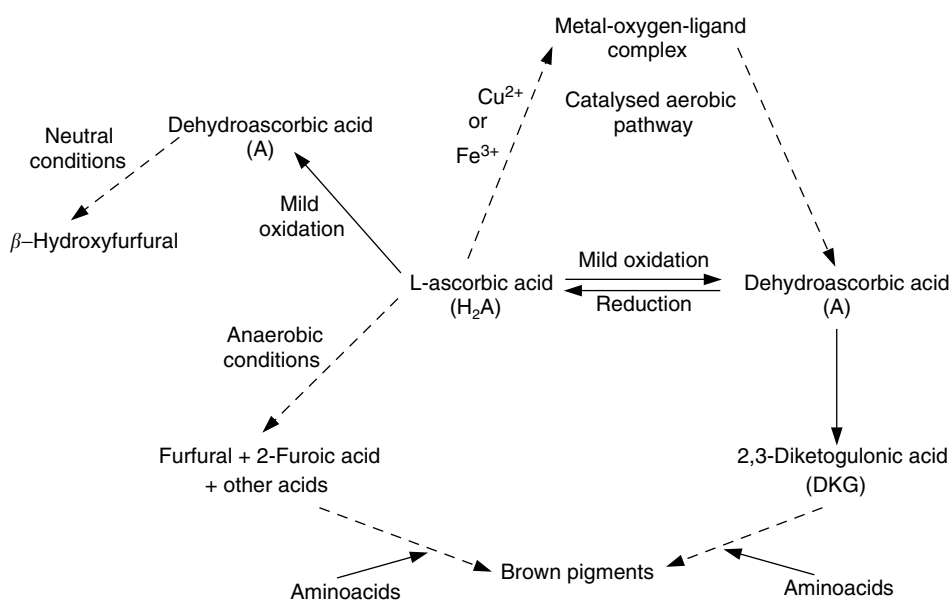 Metal-oxygen-ligand
complex
Cu²⁺
or
Fe³⁺
Catalysed aerobic
pathway
Dehydroascorbic acid
(A)
Neutral
conditions
β–Hydroxyfurfural
Mild
oxidation
L-ascorbic acid
(H₂A)
Mild oxidation
Reduction
Dehydroascorbic acid
(A)
Anaerobic
conditions
Furfural + 2-Furoic acid
+ other acids
2,3-Diketogulonic acid
(DKG)
Aminoacids
Brown pigments
Aminoacids